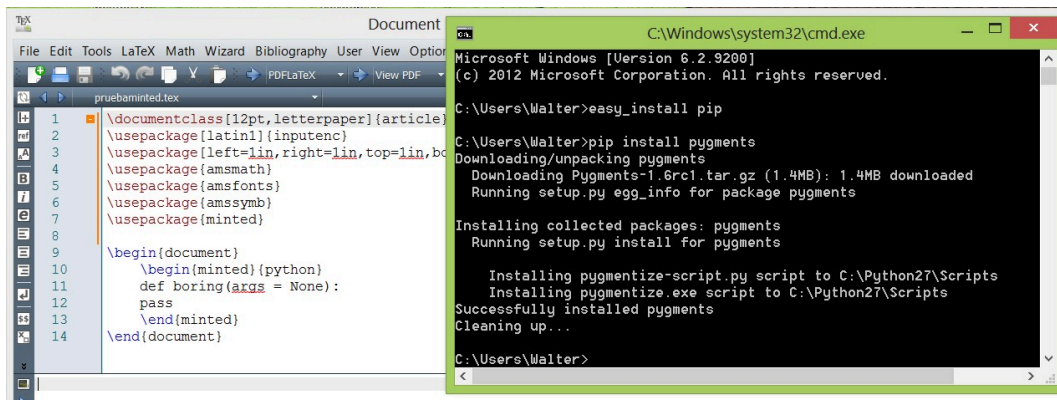 TEX
Document
File Edit Tools LaTeX Math Wizard Bibliography User View Option
PDFLaTeX View PDF
pruebaminted.tex
1 \documentclass[12pt,letterpaper]{article}
2 \usepackage[latin1]{inputenc}
3 \usepackage[left=1in,right=1in,top=1in,bo
4 \usepackage{amsmath}
5 \usepackage{amsfonts}
6 \usepackage{amssymb}
7 \usepackage{minted}
8
9 \begin{document}
10 \begin{minted}{python}
11 def boring(args = None):
12 pass
13 \end{minted}
14 \end{document}
ref
B
i
e
$$
C:\Windows\system32\cmd.exe
Microsoft Windows [Version 6.2.9200]
(c) 2012 Microsoft Corporation. All rights reserved.
C:\Users\Walter>easy_install pip
C:\Users\Walter>pip install pygments
Downloading/unpacking pygments
Downloading Pygments-1.6rc1.tar.gz (1.4MB): 1.4MB downloaded
Running setup.py egg_info for package pygments
Installing collected packages: pygments
Running setup.py install for pygments
Installing pygmentize-script.py script to C:\Python27\Scripts
Installing pygmentize.exe script to C:\Python27\Scripts
Successfully installed pygments
Cleaning up...
C:\Users\Walter>